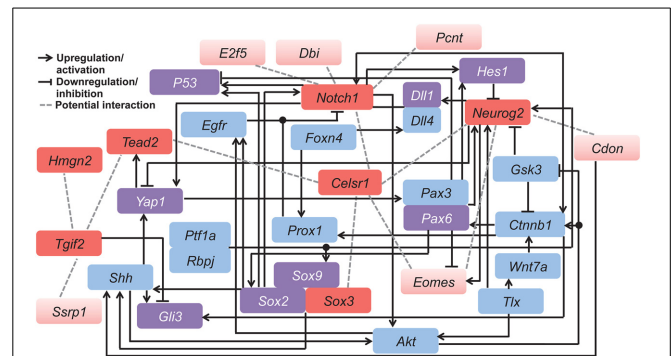 Upregulation/
activation
Downregulation/
inhibition
Potential interaction
E2f5
Dbi
Pcnt
P53
Notch1
Hes1
Dll1
Neurog2
Egfr
Foxn4
Dll4
Tead2
Cdon
Hmgn2
Gsk3
Celsr1
Yap1
Pax3
Pax6
Ptf1a
Prox1
Ctnnb1
Tgif2
Rbpj
Wnt7a
Shh
Sox9
Eomes
Ssrp1
Gli3
Sox2
Sox3
Tlx
Akt